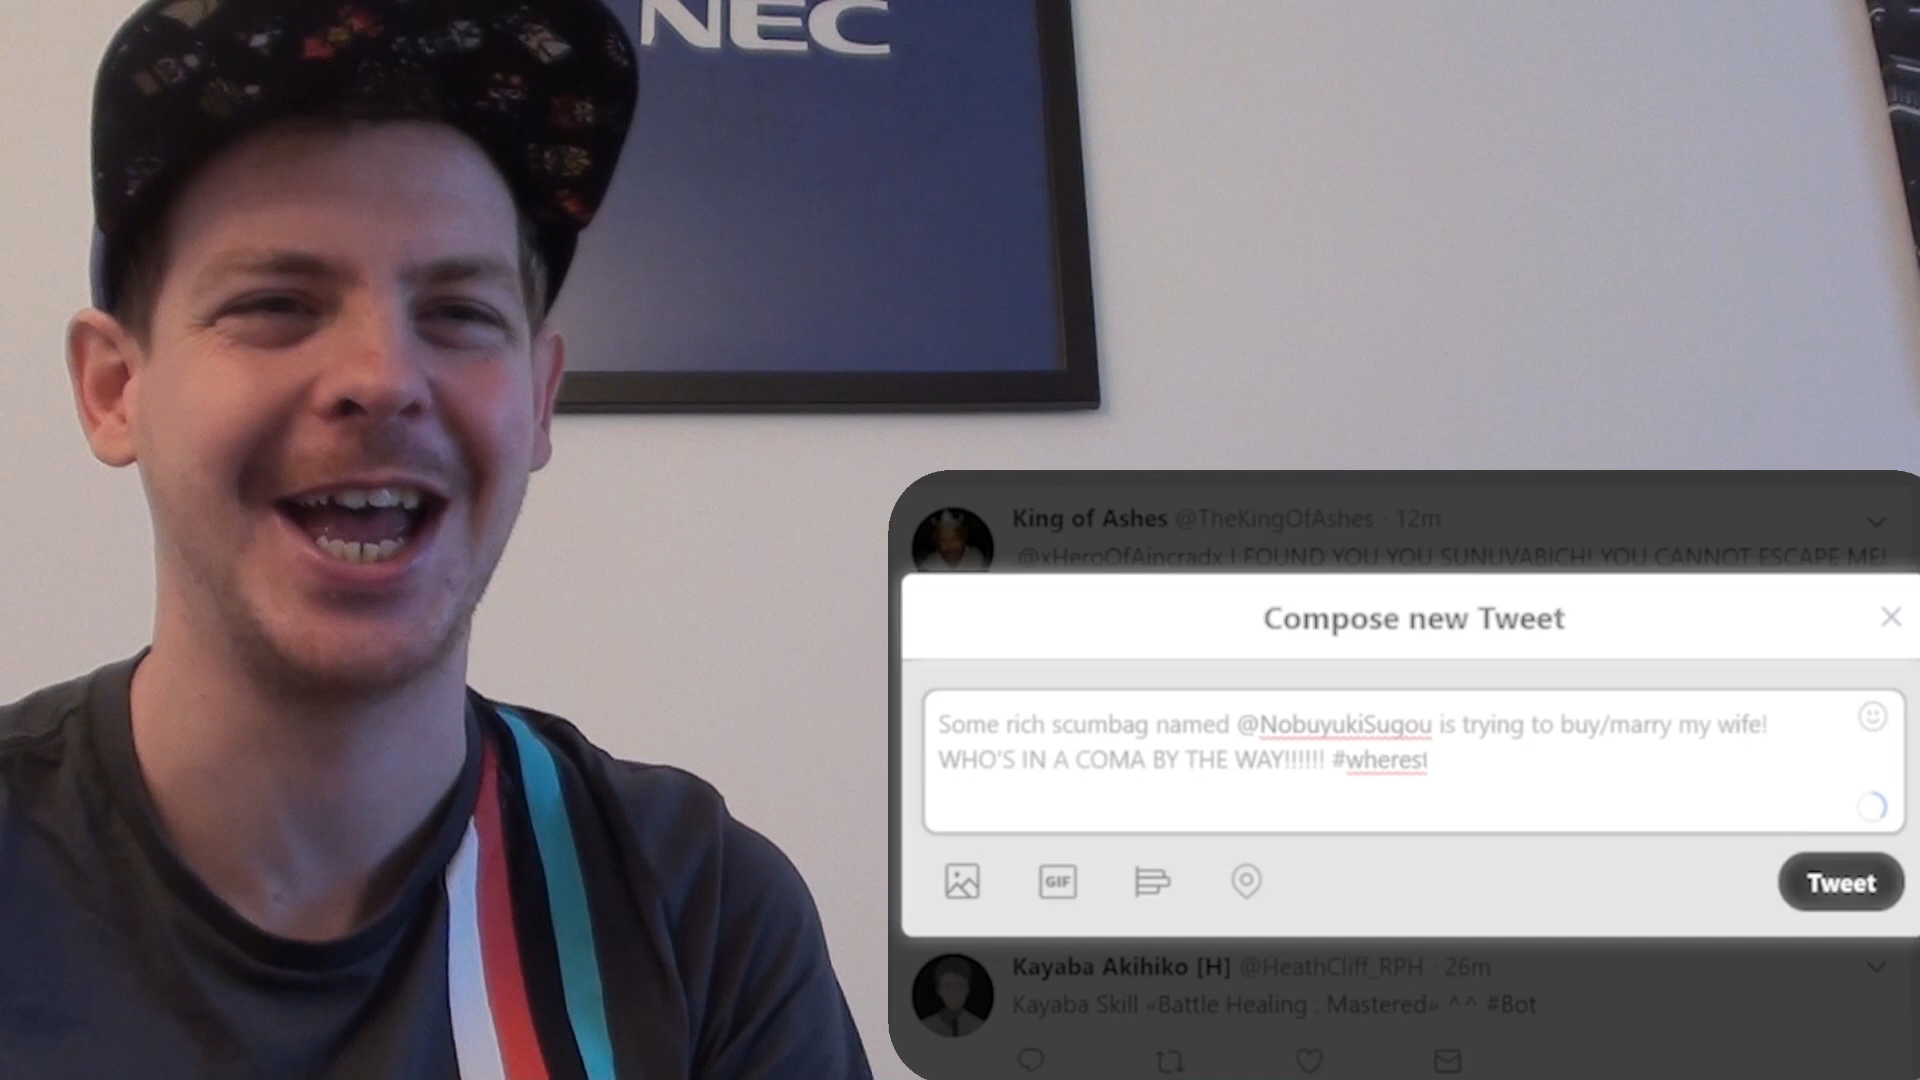 NEC
King of Ashes @TheKingOfAshes · 12m
@xHeroOfAincradx I FOUND YOU YOU SUNUVABICH! YOU CANNOT ESCAPE ME!
Compose new Tweet
Some rich scumbag named @NobuyukiSugou is trying to buy/marry my wife!
WHO'S IN A COMA BY THE WAY!!!!!! #wherest
GIF
Tweet
Kayaba Akihiko [H] @HeathCliff_RPH · 26m
Kayaba Skill «Battle Healing : Mastered» ^^ #Bot